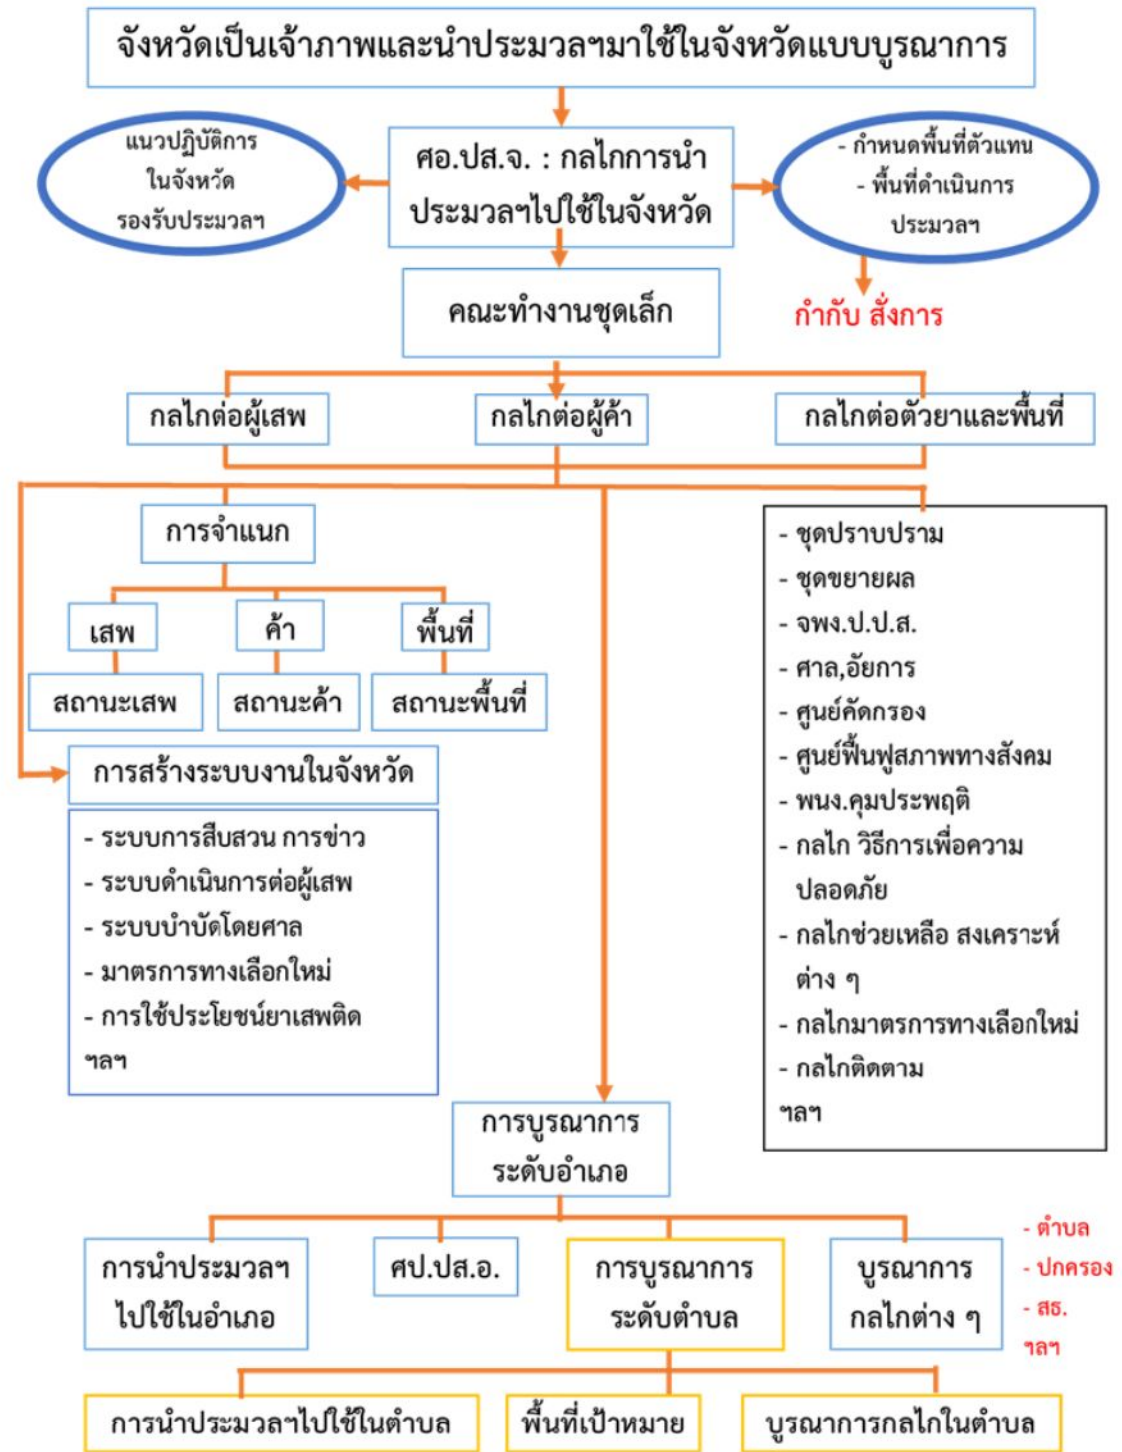 จังหวัดเป็นเจ้าภาพและนำประมวลฯมาใช้ในจังหวัดแบบบูรณาการ
แนวปฏิบัติการ
ในจังหวัด
รองรับประมวลฯ
ศอ.ปส.จ. : กลไกการนำ
ประมวลฯไปใช้ในจังหวัด
- กำหนดพื้นที่ตัวแทน
- พื้นที่ดำเนินการ
ประมวลฯ
คณะทำงานชุดเล็ก
กำกับ สั่งการ
กลไกต่อผู้เสพ
กลไกต่อผู้ค้า
กลไกต่อตัวยาและพื้นที่
การจำแนก
เสพ
ค้า
พื้นที่
สถานะเสพ
สถานะค้า
สถานะพื้นที่
การสร้างระบบงานในจังหวัด
- ระบบการสืบสวน การข่าว
- ระบบดำเนินการต่อผู้เสพ
- ระบบบำบัดโดยศาล
- มาตรการทางเลือกใหม่
- การใช้ประโยชน์ยาเสพติด
ฯลฯ
- ชุดปราบปราม
- ชุดขยายผล
- จพง.ป.ป.ส.
- ศาล,อัยการ
- ศูนย์คัดกรอง
- ศูนย์ฟื้นฟูสภาพทางสังคม
- พนง.คุมประพฤติ
- กลไก วิธีการเพื่อความ
ปลอดภัย
- กลไกช่วยเหลือ สงเคราะห์
ต่าง ๆ
- กลไกมาตรการทางเลือกใหม่
- กลไกติดตาม
ฯลฯ
การบูรณาการ
ระดับอำเภอ
การนำประมวลฯ
ไปใช้ในอำเภอ
ศป.ปส.อ.
การบูรณาการ
ระดับตำบล
บูรณาการ
กลไกต่าง ๆ
- ตำบล
- ปกครอง
- สธ.
ฯลฯ
การนำประมวลฯไปใช้ในตำบล
พื้นที่เป้าหมาย
บูรณาการกลไกในตำบล